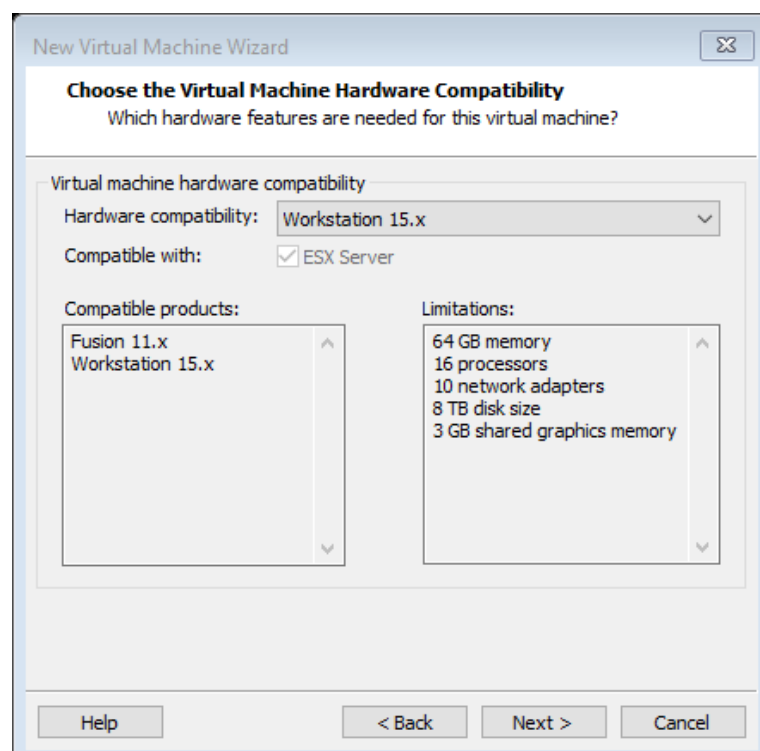 New Virtual Machine Wizard
Choose the Virtual Machine Hardware Compatibility
Which hardware features are needed for this virtual machine?
Virtual machine hardware compatibility
Hardware compatibility: Workstation 15.x
Compatible with: ESX Server
Compatible products:
Fusion 11.x
Workstation 15.x
Limitations:
64 GB memory
16 processors
10 network adapters
8 TB disk size
3 GB shared graphics memory
Help < Back Next > Cancel